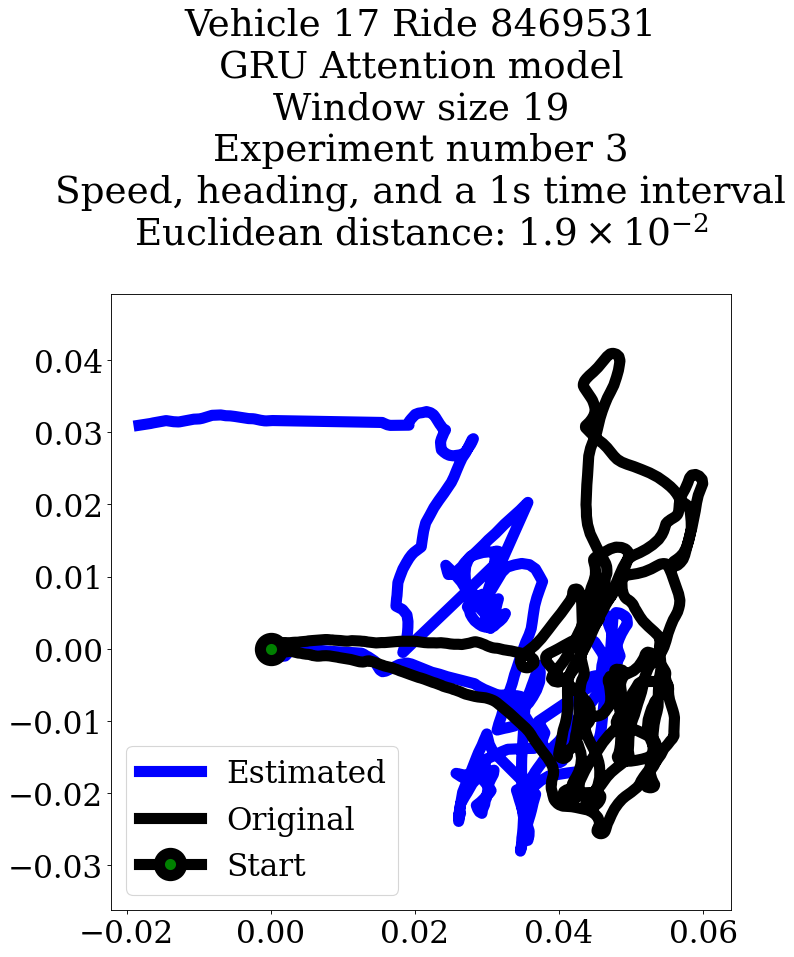 Vehicle 17 Ride 8469531
GRU Attention model
Window size 19
Experiment number 3
Speed, heading, and a 1s time interval
Euclidean distance: 1.9 × 10⁻²
0.04
0.03
0.02
0.01
0.00
−0.01
−0.02
−0.03
Estimated
Original
Start
−0.02 0.00 0.02 0.04 0.06